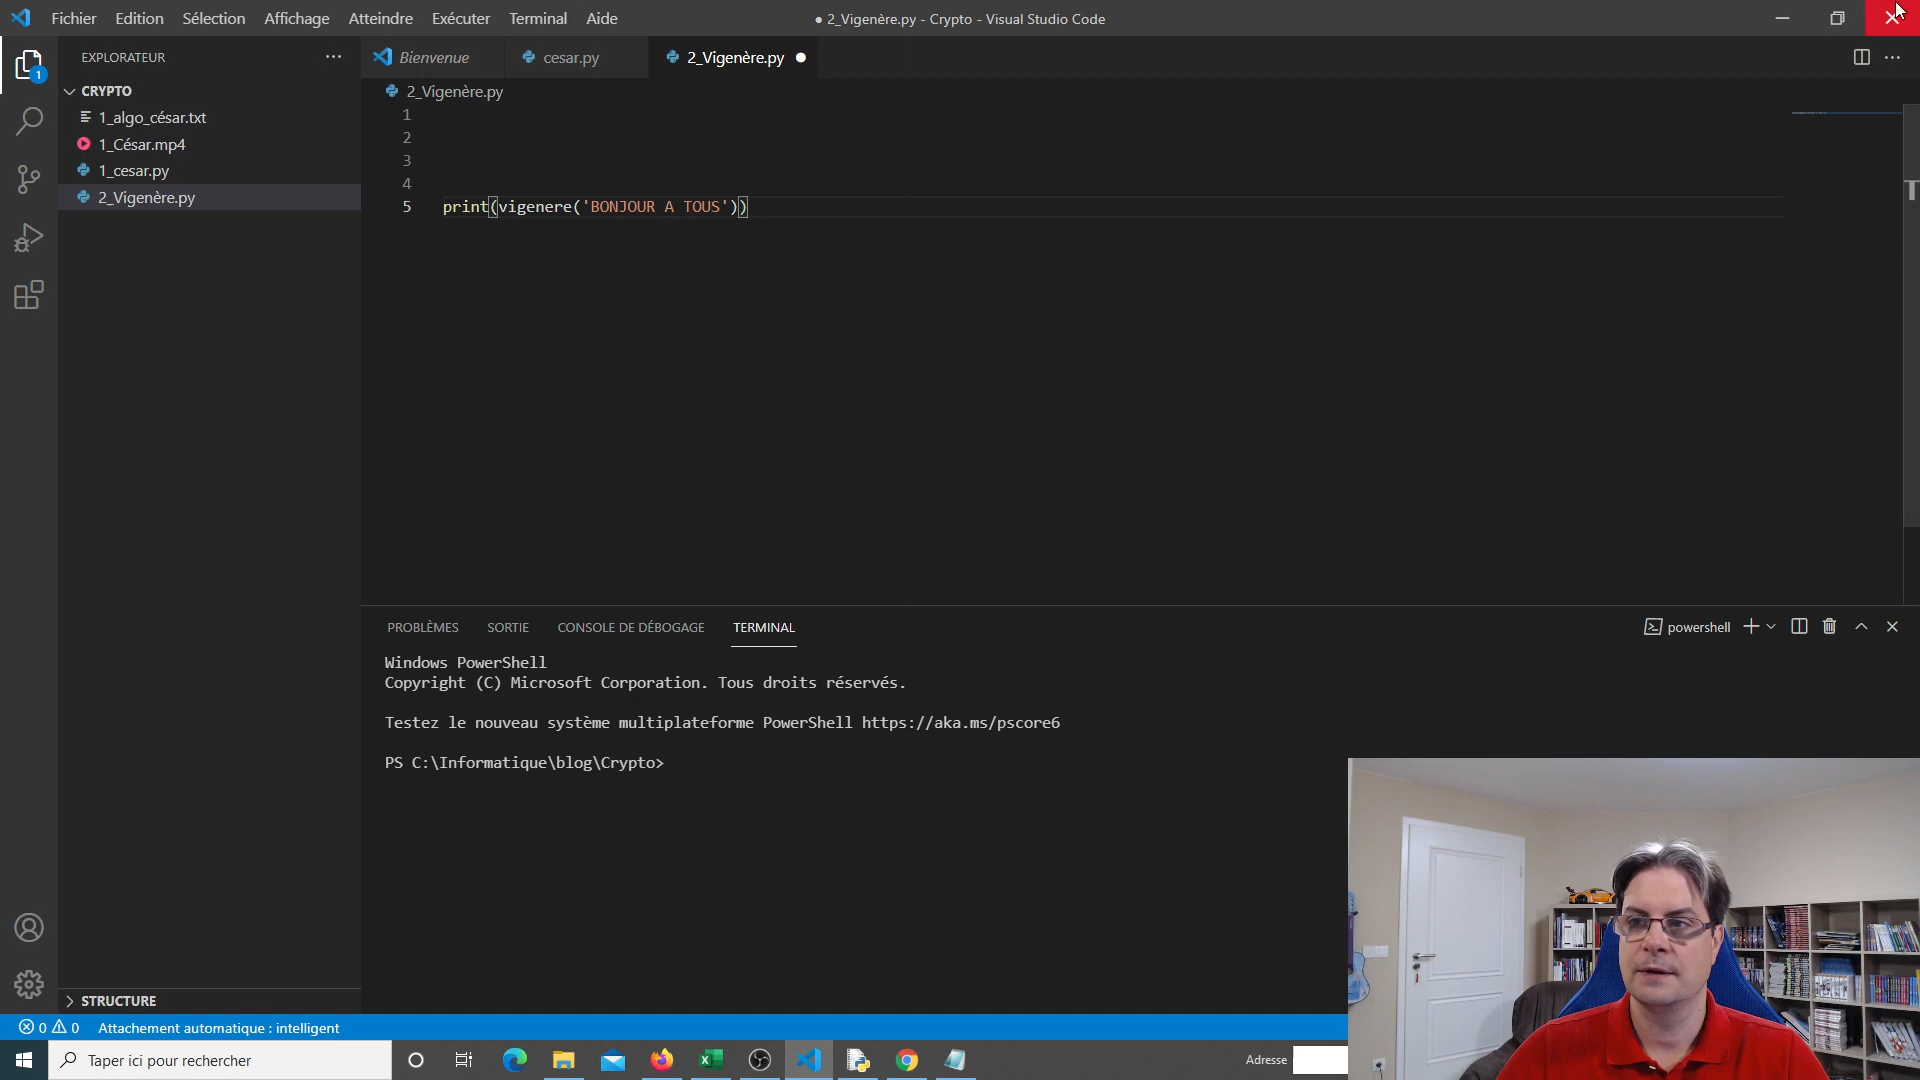 Fichier Edition Sélection Affichage Atteindre Exécuter Terminal Aide
● 2_Vigenère.py - Crypto - Visual Studio Code
EXPLORATEUR
Bienvenue
cesar.py
2_Vigenère.py
CRYPTO
2_Vigenère.py
1_algo_césar.txt
1_César.mp4
1_cesar.py
2_Vigenère.py
1
2
3
4
5 print(vigenere('BONJOUR A TOUS'))
1
PROBLÈMES SORTIE CONSOLE DE DÉBOGAGE TERMINAL
powershell
Windows PowerShell
Copyright (C) Microsoft Corporation. Tous droits réservés.
Testez le nouveau système multiplateforme PowerShell https://aka.ms/pscore6
PS C:\Informatique\blog\Crypto>
STRUCTURE
0 0 Attachement automatique : intelligent
Taper ici pour rechercher
Adresse